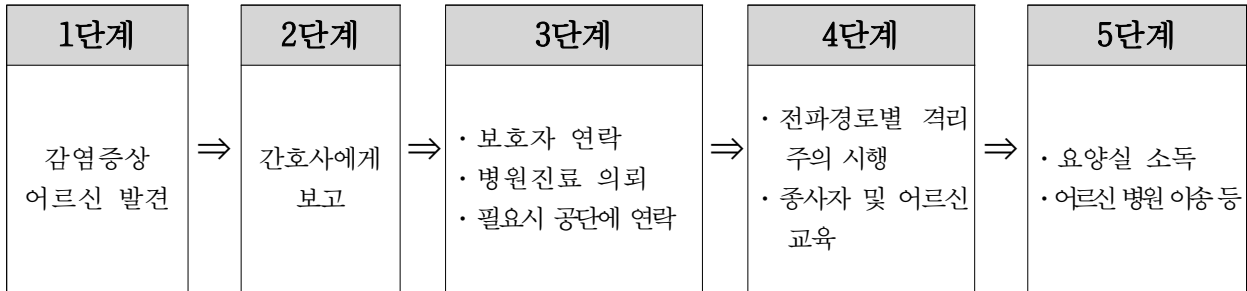 1단계
감염증상
어르신 발견
⇒
2단계
간호사에게
보고
⇒
3단계
· 보호자 연락
· 병원진료 의뢰
· 필요시 공단에 연락
⇒
4단계
· 전파경로별 격리
주의 시행
· 종사자 및 어르신
교육
⇒
5단계
· 요양실 소독
· 어르신 병원 이송 등